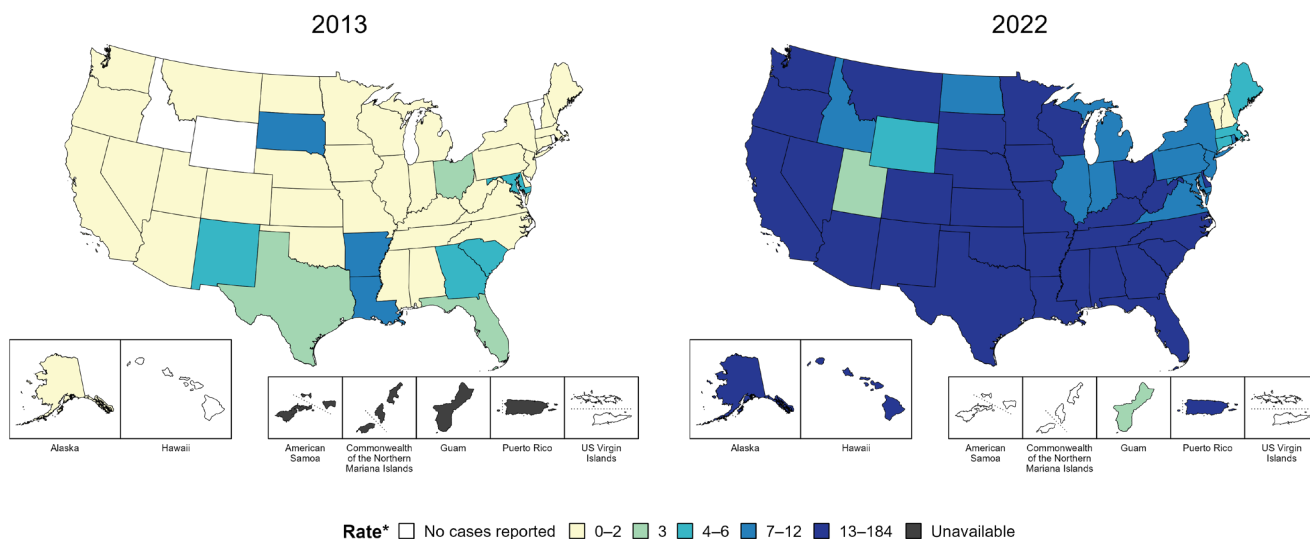 2013
2022
Alaska
Hawaii
American
Samoa
Commonwealth
of the Northern
Mariana Islands
Guam
Puerto Rico
US Virgin
Islands
Alaska
Hawaii
American
Samoa
Commonwealth
of the Northern
Mariana Islands
Guam
Puerto Rico
US Virgin
Islands
Rate* No cases reported 0–2 3 4–6 7–12 13–184 Unavailable